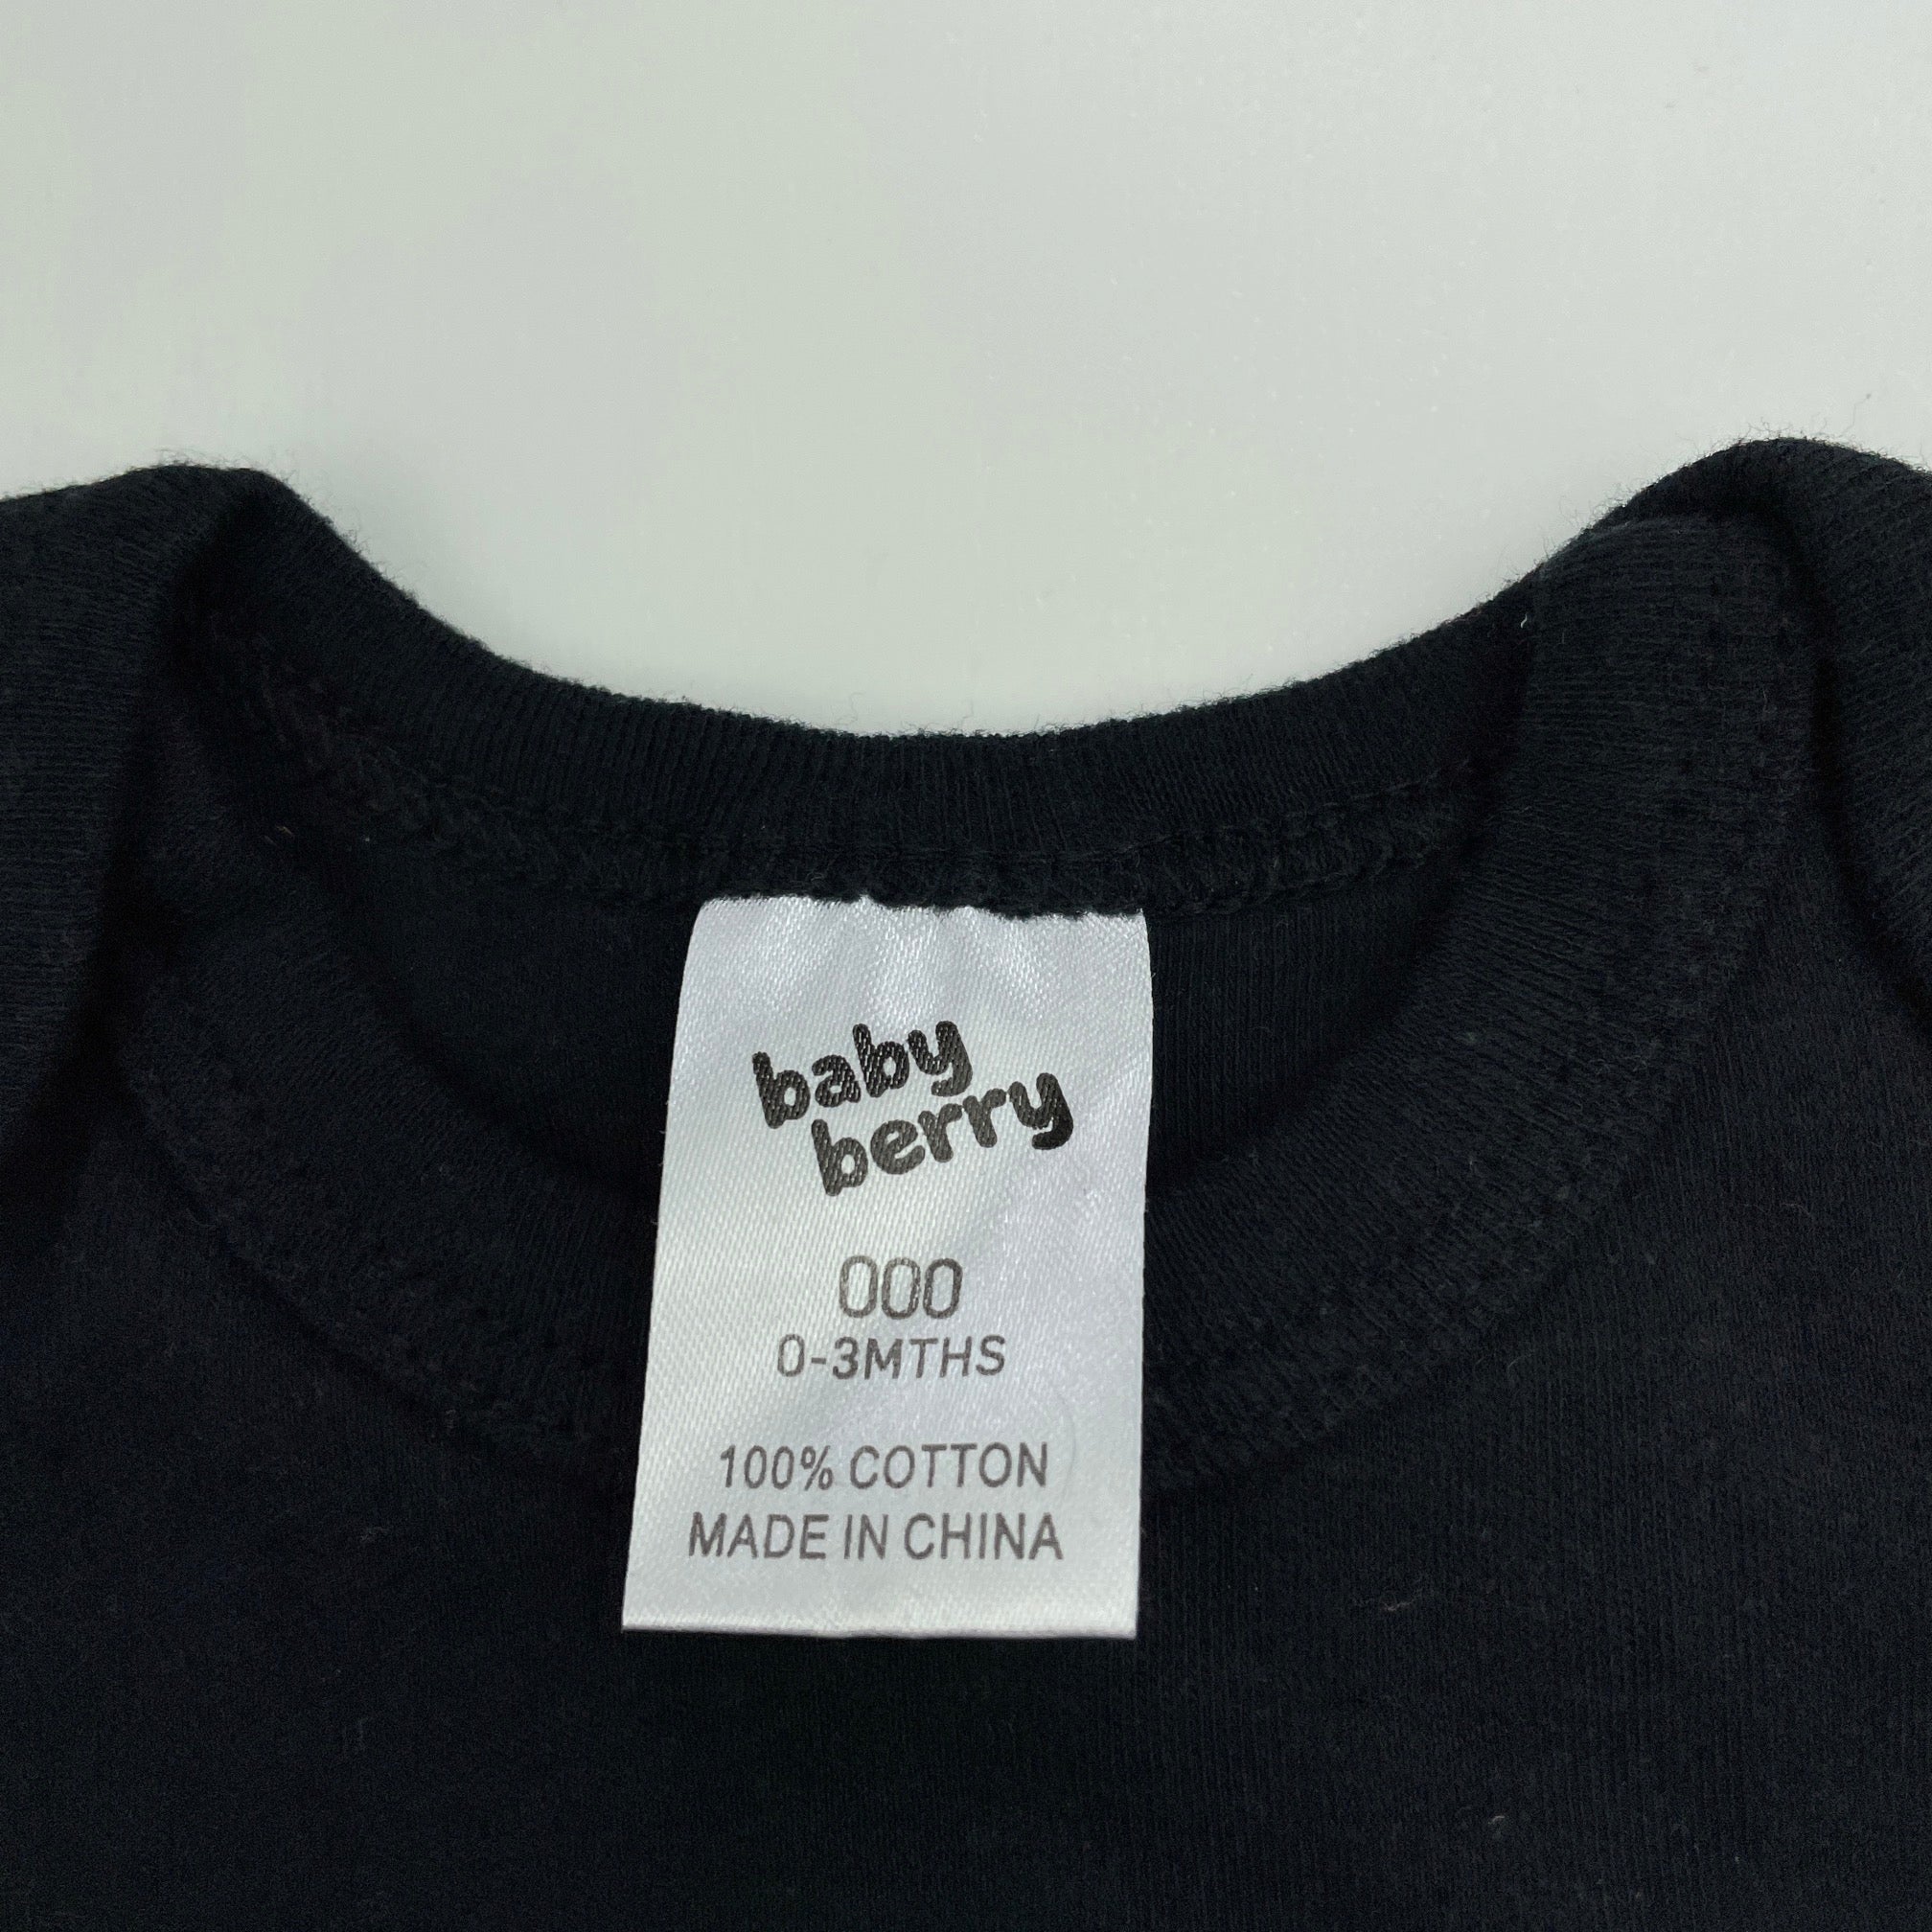 baby
berry
000
0-3MTHS
100% COTTON
MADE IN CHINA